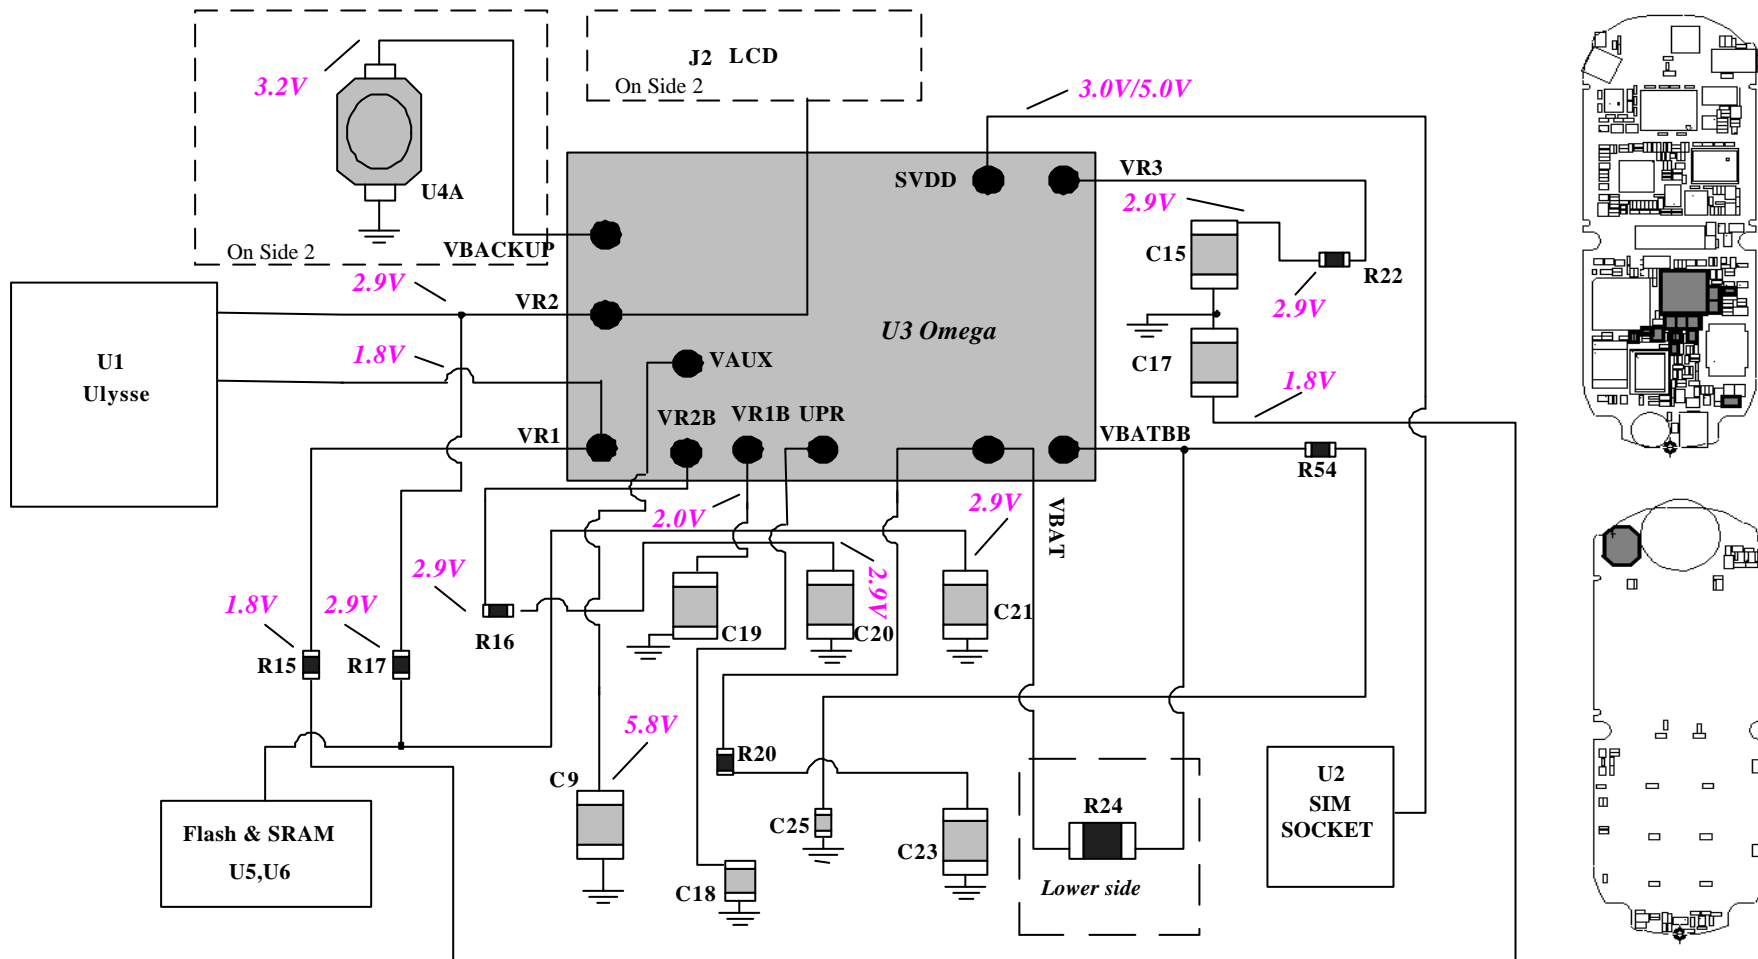 J2 LCD
On Side 2
3.2V
3.0V/5.0V
U4A
SVDD
VR3
2.9V
On Side 2
VBACKUP
C15
R22
2.9V
VR2
2.9V
U3 Omega
U1
Ulysse
1.8V
VAUX
C17
1.8V
VR1
VR2B
VR1B
UPR
VBATBB
R54
2.0V
2.9V
VBAT
2.9V
2.9V
1.8V
2.9V
R16
C19
C20
C21
R15
R17
5.8V
R20
C9
U2
SIM
SOCKET
R24
Flash & SRAM
U5,U6
C25
C23
C18
Lower side